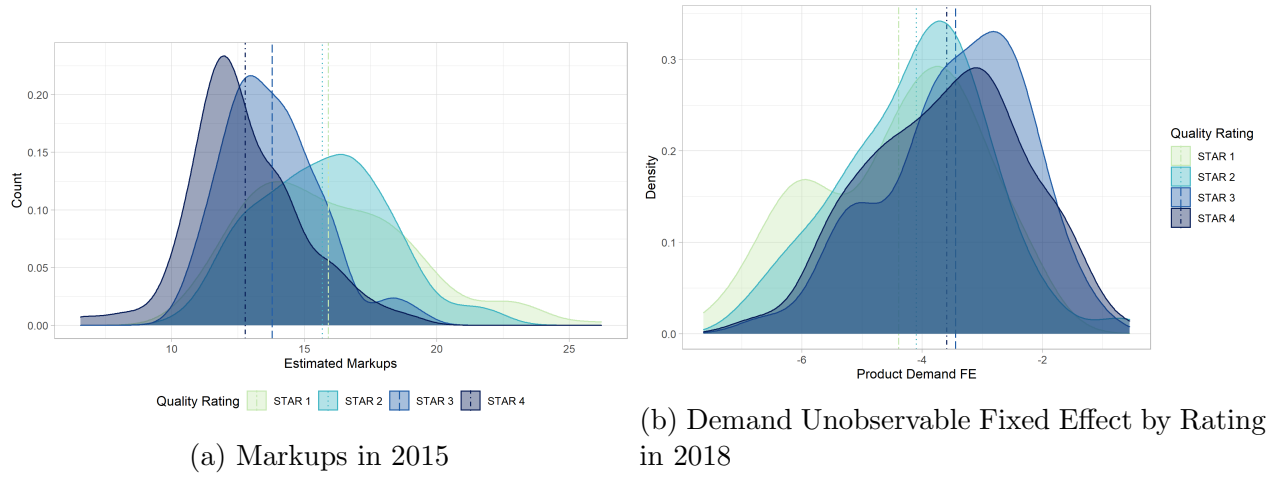 0.20
0.15
0.10
0.05
0.00
Count
10
15
20
25
Estimated Markups
Quality Rating STAR 1 STAR 2 STAR 3 STAR 4
(a) Markups in 2015
0.3
0.2
0.1
0.0
Density
-6
-4
-2
Product Demand FE
Quality Rating
STAR 1
STAR 2
STAR 3
STAR 4
(b) Demand Unobservable Fixed Effect by Rating
in 2018